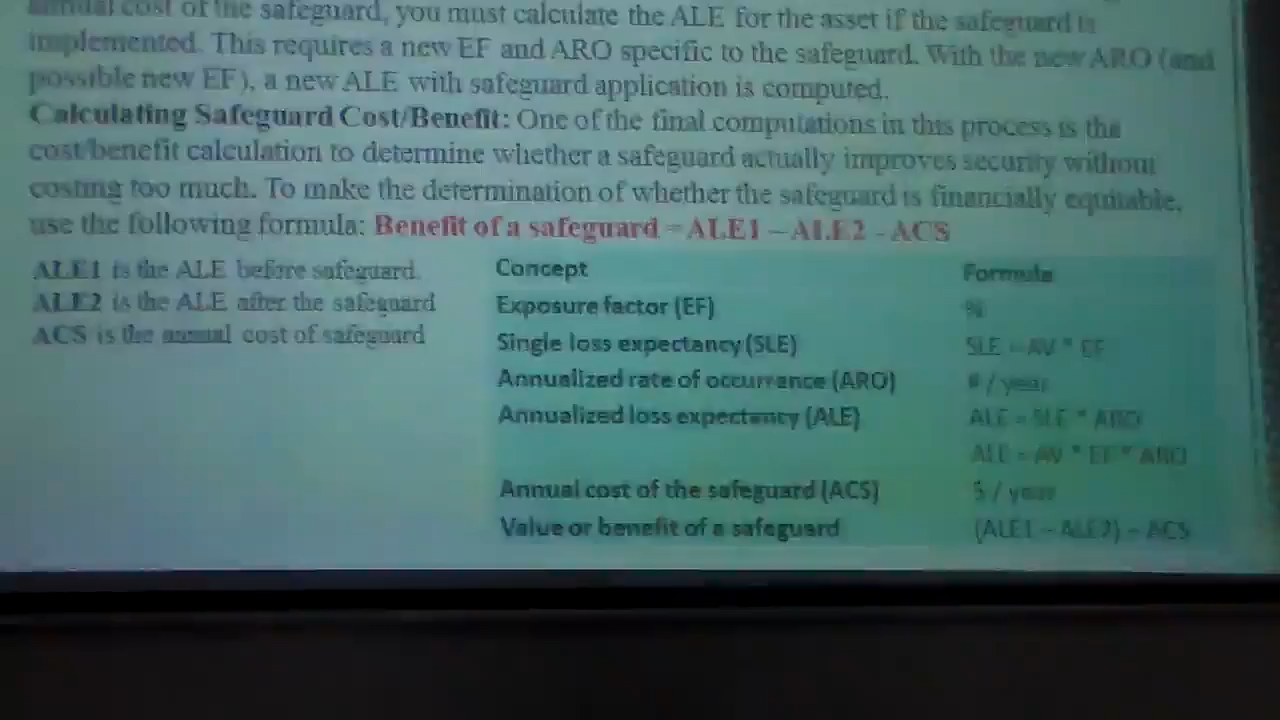 annual cost of the safeguard, you must calculate the ALE for the asset if the safeguard is
implemented. This requires a new EF and ARO specific to the safeguard. With the new ARO (and
possible new EF), a new ALE with safeguard application is computed.
Calculating Safeguard Cost/Benefit: One of the final computations in this process is the
cost/benefit calculation to determine whether a safeguard actually improves security without
costing too much. To make the determination of whether the safeguard is financially equitable,
use the following formula: Benefit of a safeguard = ALE1 – ALE2 - ACS
ALE1 is the ALE before safeguard.
ALE2 is the ALE after the safeguard
ACS is the annual cost of safeguard
Concept Formula
Exposure factor (EF) %
Single loss expectancy (SLE) SLE = AV * EF
Annualized rate of occurrence (ARO) # / year
Annualized loss expectancy (ALE) ALE = SLE * ARO
ALE = AV * EF * ARO
Annual cost of the safeguard (ACS) $ / year
Value or benefit of a safeguard (ALE1 – ALE2) – ACS